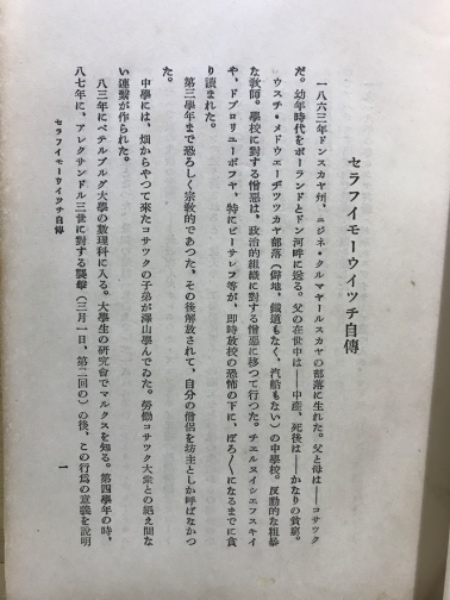 セラフイモーウイツチ自傳
一八六三年ドンスカヤ州、ニジネ・クルマヤールスカヤの部落に生れた。父と母は――コサツク
だ。幼年時代をポーランドとドン河畔に送る。父の在世中は――中産、死後は――かなりの貧窮。
ウスチ・メドウエーヂツツカヤ部落（僻地、鐵道もなく、汽船もない）の中學校。反動的な粗暴
な敎師。學校に對する憎惡は、政治的組織に對する憎惡に移つて行つた。チエルヌイシエフスキイ
や、ドブロリユーボフや、特にピーサレフ等が、即時放校の恐怖の下に、ぼろ〳〵になるまでに貪
り讀まれた。
第三學年まで恐ろしく宗敎的であつた、その後解放されて、自分の僧侶を坊主としか呼ばなかつ
た。
中學には、畑からやつて來たコサツクの子弟が澤山學んでゐた。勞働コサツク大衆との絶え間な
い連繫が作られた。
八三年にペテルブルグ大學の數理科に入る。大學生の硏究會でマルクスを知る。第四學年の時、
八七年に、アレクサンドル三世に對する襲擊（三月一日、第二回の）の後、この行爲の意義を說明
セラフイモーウイツチ自傳
一